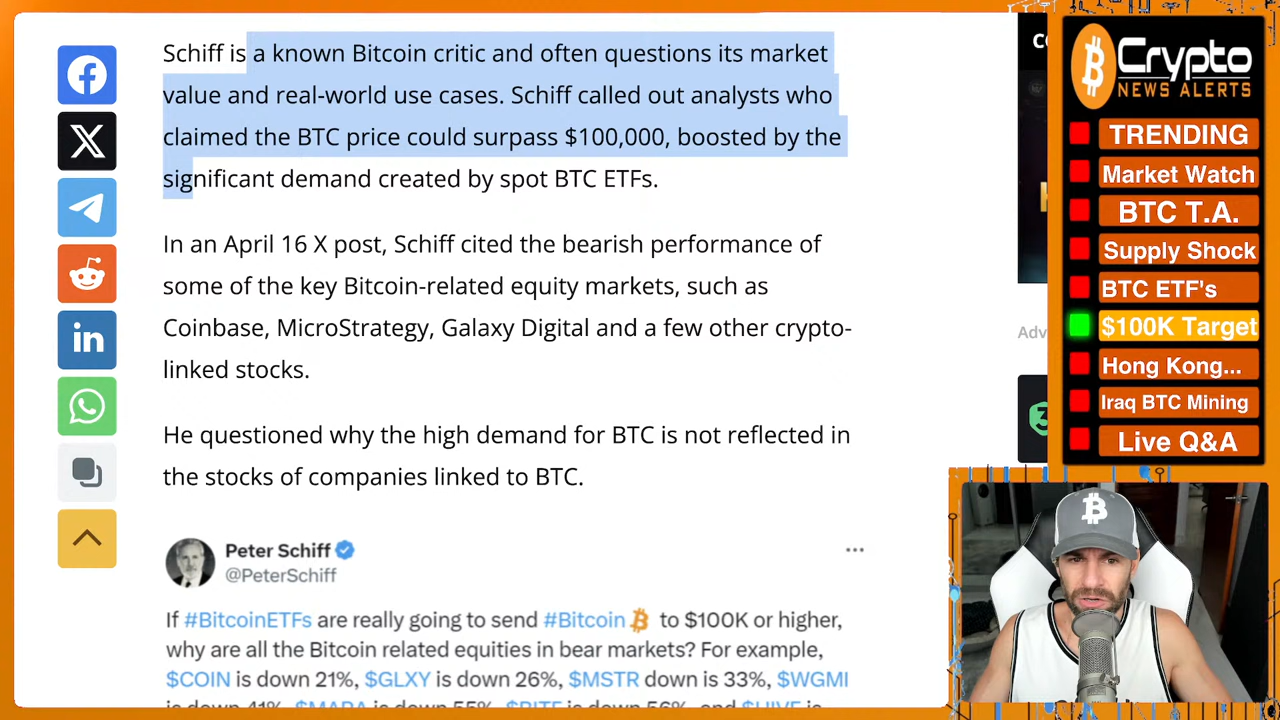 Schiff is a known Bitcoin critic and often questions its market
value and real-world use cases. Schiff called out analysts who
claimed the BTC price could surpass $100,000, boosted by the
significant demand created by spot BTC ETFs.
In an April 16 X post, Schiff cited the bearish performance of
some of the key Bitcoin-related equity markets, such as
Coinbase, MicroStrategy, Galaxy Digital and a few other crypto-
linked stocks.
He questioned why the high demand for BTC is not reflected in
the stocks of companies linked to BTC.
Peter Schiff
@PeterSchiff
If #BitcoinETFs are really going to send #Bitcoin to $100K or higher,
why are all the Bitcoin related equities in bear markets? For example,
$COIN is down 21%, $GLXY is down 26%, $MSTR down is 33%, $WGMI
Adv
Crypto
NEWS ALERTS
TRENDING
Market Watch
BTC T.A.
Supply Shock
BTC ETF's
$100K Target
Hong Kong...
Iraq BTC Mining
Live Q&A